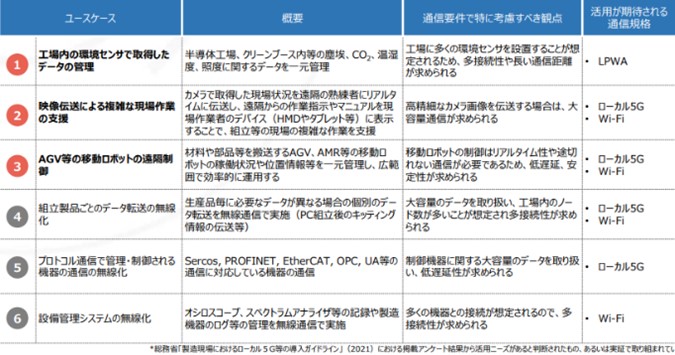 ユースケース
概要
通信要件で特に考慮すべき観点
活用が期待される
通信規格
1
工場内の環境センサで取得した
データの管理
半導体工場、クリーンブース内等の塵埃、CO2、温湿
度、照度に関するデータを一元管理
工場に多くの環境センサを設置することが想
定されるため、多接続性や長い通信距離
が求められる
・ LPWA
2
映像伝送による複雑な現場作業
の支援
カメラで取得した現場状況を遠隔の熟練者にリアルタ
イムに伝送し、遠隔からの作業指示やマニュアルを現
場作業者のデバイス（HMDやタブレット等）に表示
することで、組立等の現場の複雑な作業を支援
高精細なカメラ画像を伝送する場合は、大
容量通信が求められる
・ ローカル5G
・ Wi-Fi
3
AGV等の移動ロボットの遠隔制
御
材料や部品等を搬送するAGV、AMR等の移動ロ
ボットの稼働状況や位置情報等を一元管理し、広範
囲で効率的に運用する
移動ロボットの制御はリアルタイム性や途切
れない通信が必要であるため、低遅延、安
定性が求められる
・ ローカル5G
・ Wi-Fi
4
組立製品ごとのデータ転送の無線
化
生産品毎に必要なデータが異なる場合の個別のデー
タ転送を無線通信で実施（PC組立後のキッティング
情報の伝送等）
大容量のデータを取り扱い、工場内のノー
ド数が多いことが想定され多接続性が求め
られる
・ ローカル5G
・ Wi-Fi
5
プロトコル通信で管理・制御される
機器の通信の無線化
Sercos, PROFINET, EtherCAT, OPC, UA等の
通信に対応している機器の通信
制御機器に関する大容量のデータを取り扱
い、低遅延性が求められる
・ ローカル5G
6
設備管理システムの無線化
オシロスコープ、スペクトラムアナライザ等の記録や製造
機器のログ等の管理を無線通信で実施
多くの機器との接続が想定されるので、多
接続性が求められる
・ Wi-Fi
*総務省「製造現場におけるローカル5G等の導入ガイドライン」（2021）における掲載アンケート結果から活用ニーズがあると判断されたもの、あるいは実証で取り組まれてい